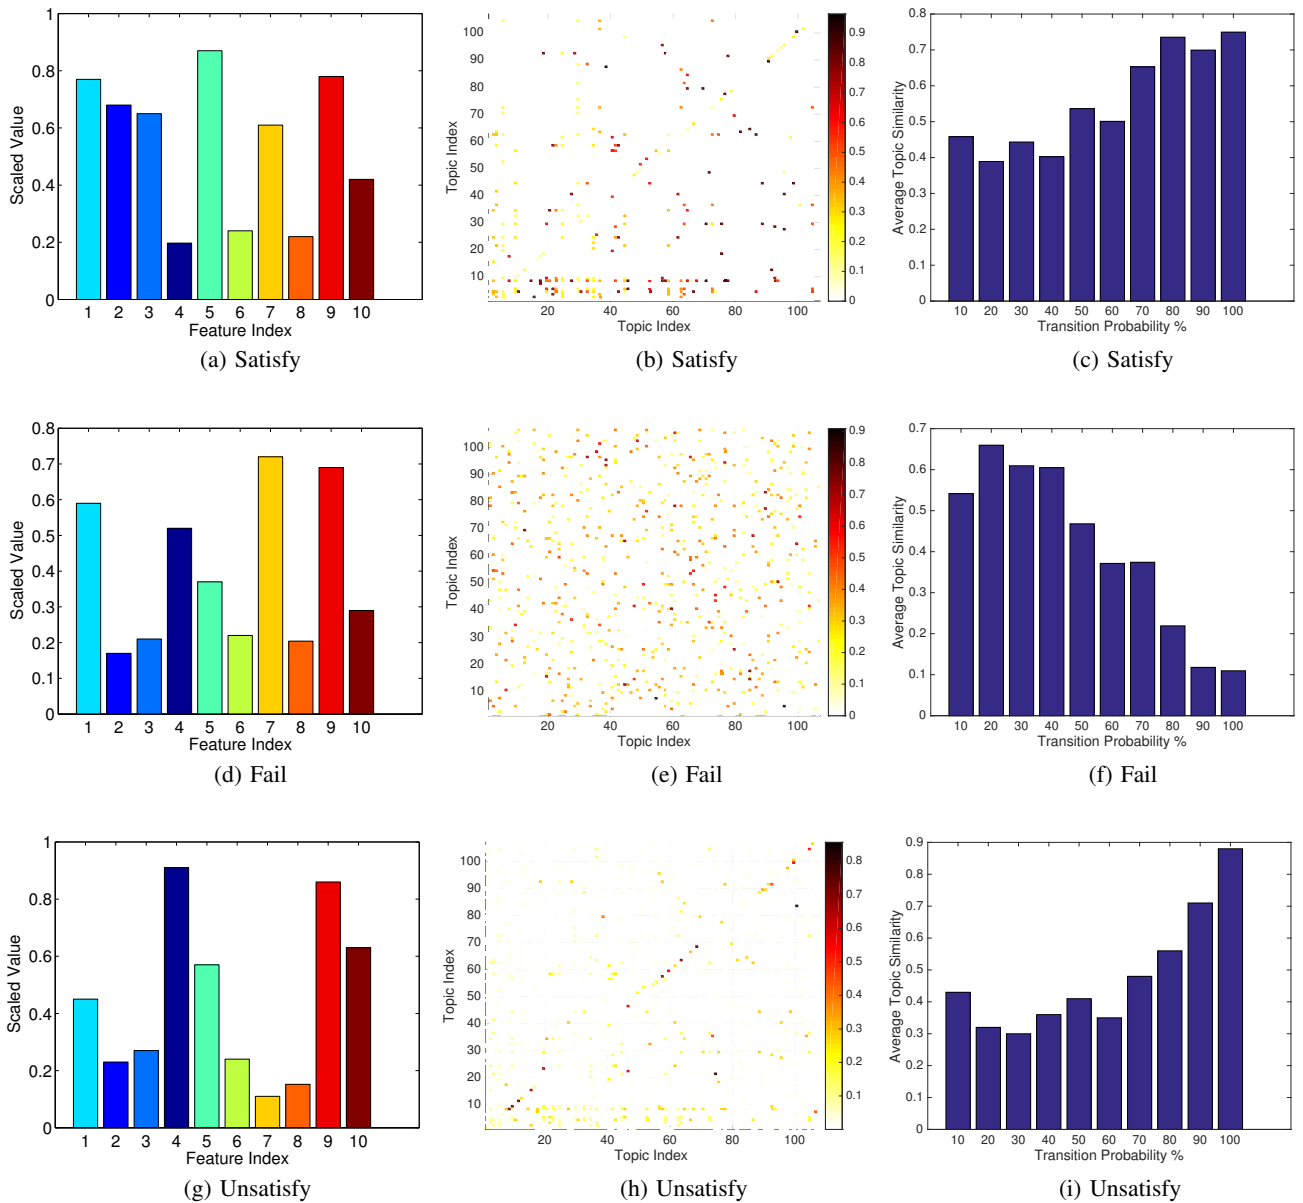 1
0.8
0.6
0.4
0.2
0
Scaled Value
1 2 3 4 5 6 7 8 9 10
Feature Index
(a) Satisfy
100
90
80
70
60
50
40
30
20
10
Topic Index
20 40 60 80 100
Topic Index
0.9
0.8
0.7
0.6
0.5
0.4
0.3
0.2
0.1
0
(b) Satisfy
0.8
0.7
0.6
0.5
0.4
0.3
0.2
0.1
0
Average Topic Similarity
10 20 30 40 50 60 70 80 90 100
Transition Probability %
(c) Satisfy
0.8
0.7
0.6
0.5
0.4
0.3
0.2
0.1
0
Scaled Value
1 2 3 4 5 6 7 8 9 10
Feature Index
(d) Fail
100
90
80
70
60
50
40
30
20
10
Topic Index
20 40 60 80 100
Topic Index
0.9
0.8
0.7
0.6
0.5
0.4
0.3
0.2
0.1
0
(e) Fail
0.7
0.6
0.5
0.4
0.3
0.2
0.1
0
Average Topic Similarity
10 20 30 40 50 60 70 80 90 100
Transition Probability %
(f) Fail
1
0.8
0.6
0.4
0.2
0
Scaled Value
1 2 3 4 5 6 7 8 9 10
Feature Index
(g) Unsatisfy
100
90
80
70
60
50
40
30
20
10
Topic Index
20 40 60 80 100
Topic Index
0.8
0.7
0.6
0.5
0.4
0.3
0.2
0.1
(h) Unsatisfy
0.9
0.8
0.7
0.6
0.5
0.4
0.3
0.2
0.1
0
Average Topic Similarity
10 20 30 40 50 60 70 80 90 100
Transition Probability %
(i) Unsatisfy